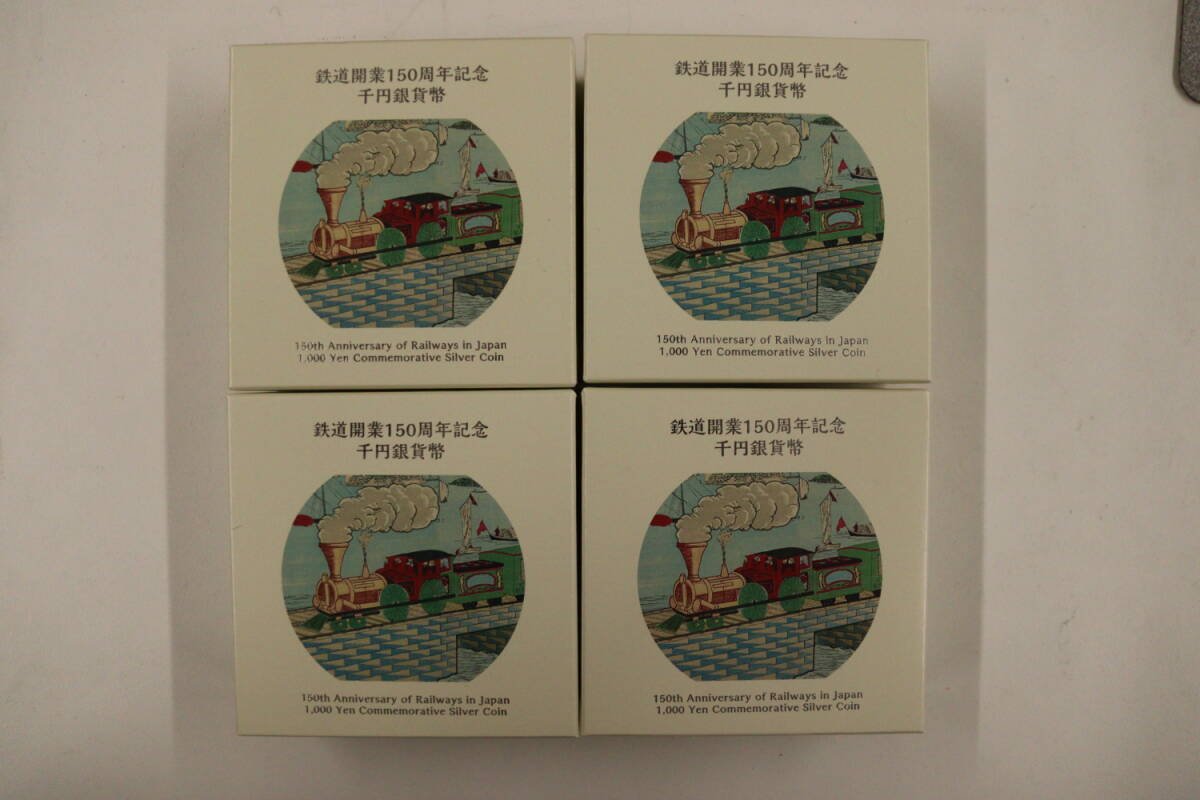 鉄道開業150周年記念
千円銀貨幣
150th Anniversary of Railways in Japan
1,000 Yen Commemorative Silver Coin
鉄道開業150周年記念
千円銀貨幣
150th Anniversary of Railways in Japan
1,000 Yen Commemorative Silver Coin
鉄道開業150周年記念
千円銀貨幣
150th Anniversary of Railways in Japan
1,000 Yen Commemorative Silver Coin
鉄道開業150周年記念
千円銀貨幣
150th Anniversary of Railways in Japan
1,000 Yen Commemorative Silver Coin